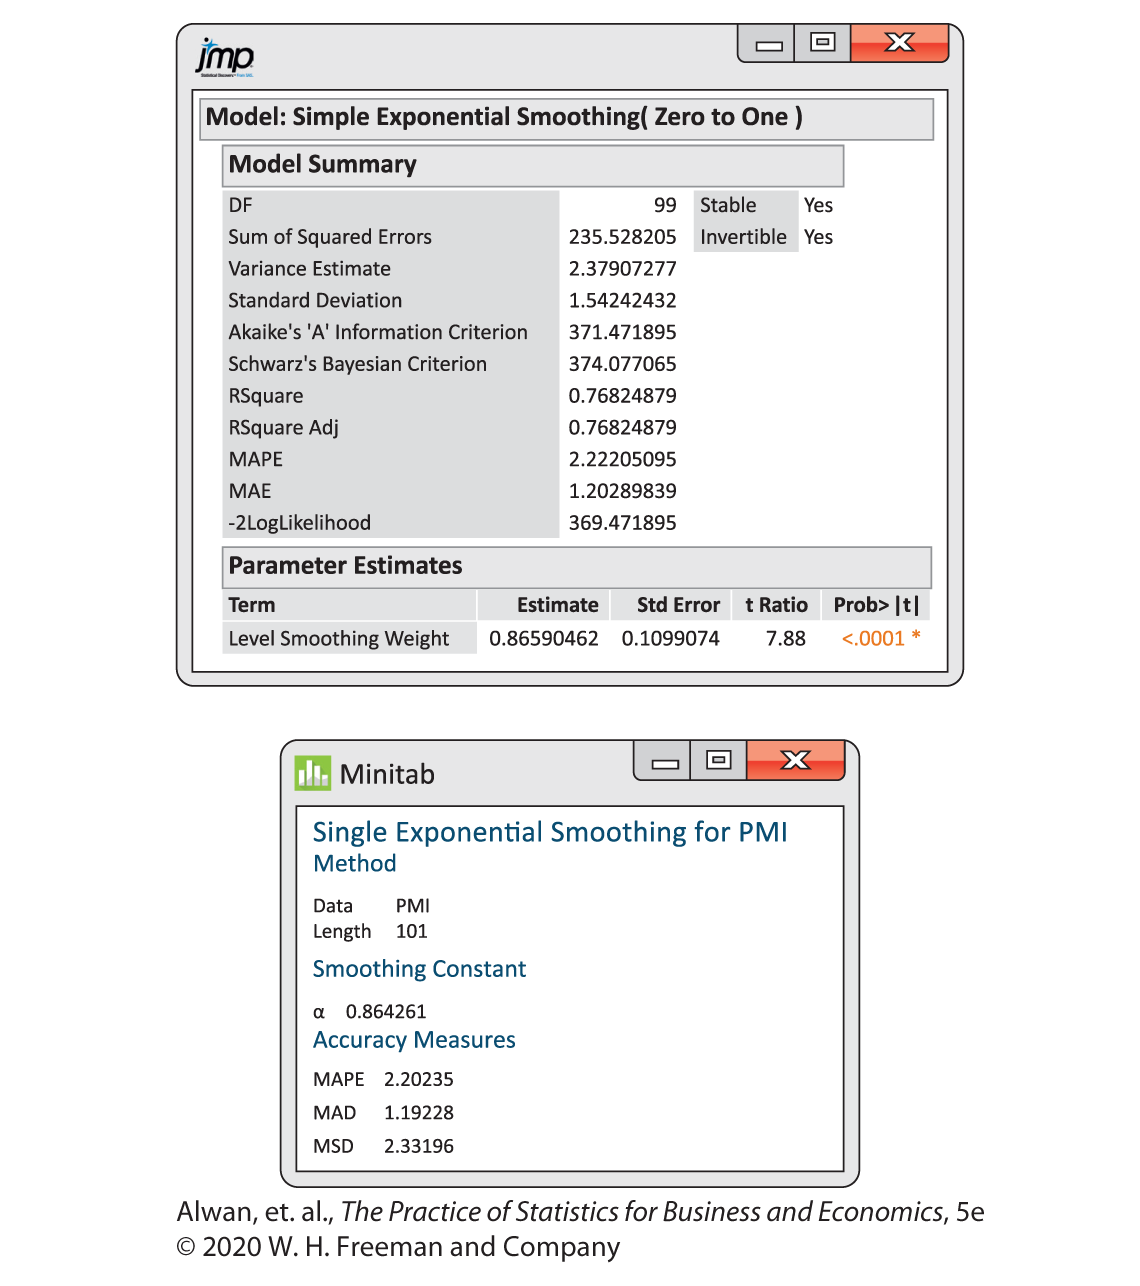 jmp
Statistical Discovery™ From SAS.
Model: Simple Exponential Smoothing( Zero to One )
Model Summary
DF 99 Stable Yes
Sum of Squared Errors 235.528205 Invertible Yes
Variance Estimate 2.37907277
Standard Deviation 1.54242432
Akaike's 'A' Information Criterion 371.471895
Schwarz's Bayesian Criterion 374.077065
RSquare 0.76824879
RSquare Adj 0.76824879
MAPE 2.22205095
MAE 1.20289839
-2LogLikelihood 369.471895
Parameter Estimates
Term Estimate Std Error t Ratio Prob> |t|
Level Smoothing Weight 0.86590462 0.1099074 7.88 <.0001 *
Minitab
Single Exponential Smoothing for PMI
Method
Data PMI
Length 101
Smoothing Constant
α 0.864261
Accuracy Measures
MAPE 2.20235
MAD 1.19228
MSD 2.33196
Alwan, et. al., The Practice of Statistics for Business and Economics, 5e
© 2020 W. H. Freeman and Company